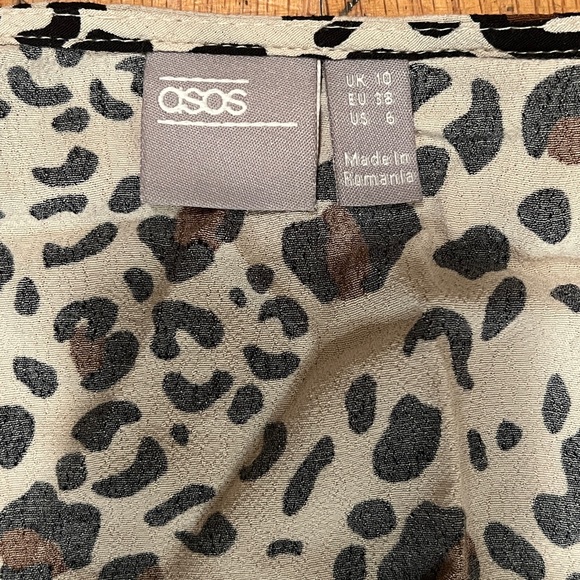 asos
UK 10
EU 38
US 6
Made in
Romania